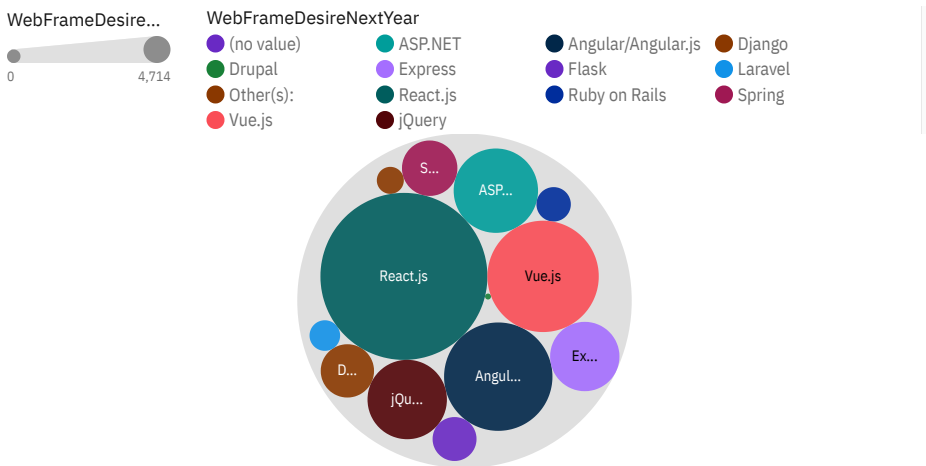 WebFrameDesire...
0 4,714
WebFrameDesireNextYear
(no value) ASP.NET Angular/Angular.js Django
Drupal Express Flask Laravel
Other(s): React.js Ruby on Rails Spring
Vue.js jQuery
S...
ASP...
React.js
Vue.js
Ex...
D...
Angul...
jQu...